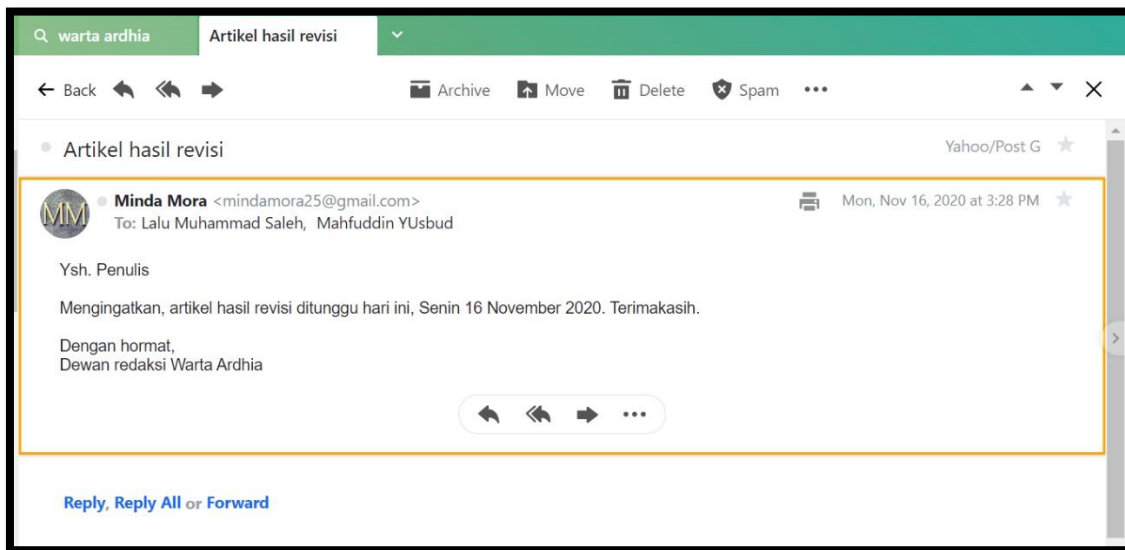 warta ardhia Artikel hasil revisi
Back Archive Move Delete Spam
Artikel hasil revisi Yahoo/Post G
MM Minda Mora <mindamora25@gmail.com> Mon, Nov 16, 2020 at 3:28 PM
To: Lalu Muhammad Saleh, Mahfuddin YUsbud
Ysh. Penulis
Mengingatkan, artikel hasil revisi ditunggu hari ini, Senin 16 November 2020. Terimakasih.
Dengan hormat,
Dewan redaksi Warta Ardhia
Reply, Reply All or Forward